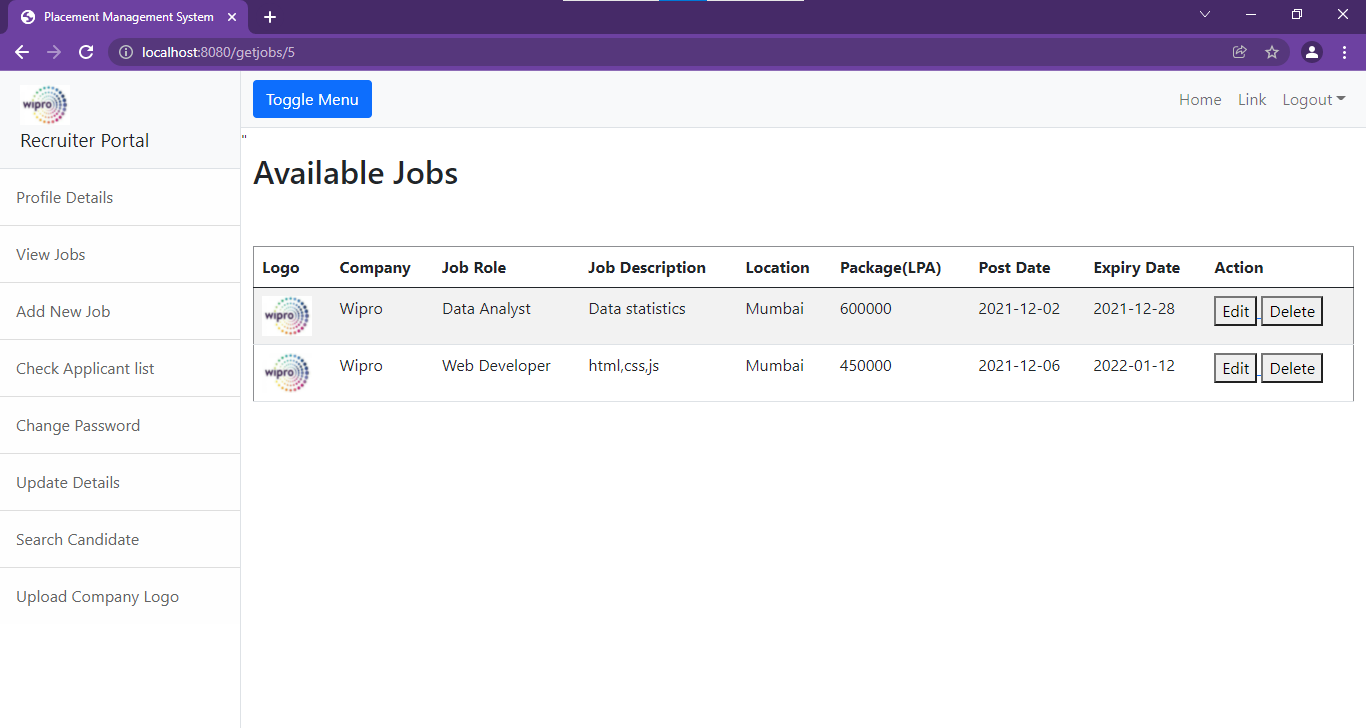 Placement Management System
localhost:8080/getjobs/5
wipro
Recruiter Portal
Profile Details
View Jobs
Add New Job
Check Applicant list
Change Password
Update Details
Search Candidate
Upload Company Logo
Toggle Menu
Home Link Logout
"
Available Jobs
Logo Company Job Role Job Description Location Package(LPA) Post Date Expiry Date Action
wipro Wipro Data Analyst Data statistics Mumbai 600000 2021-12-02 2021-12-28 Edit Delete
wipro Wipro Web Developer html,css,js Mumbai 450000 2021-12-06 2022-01-12 Edit Delete